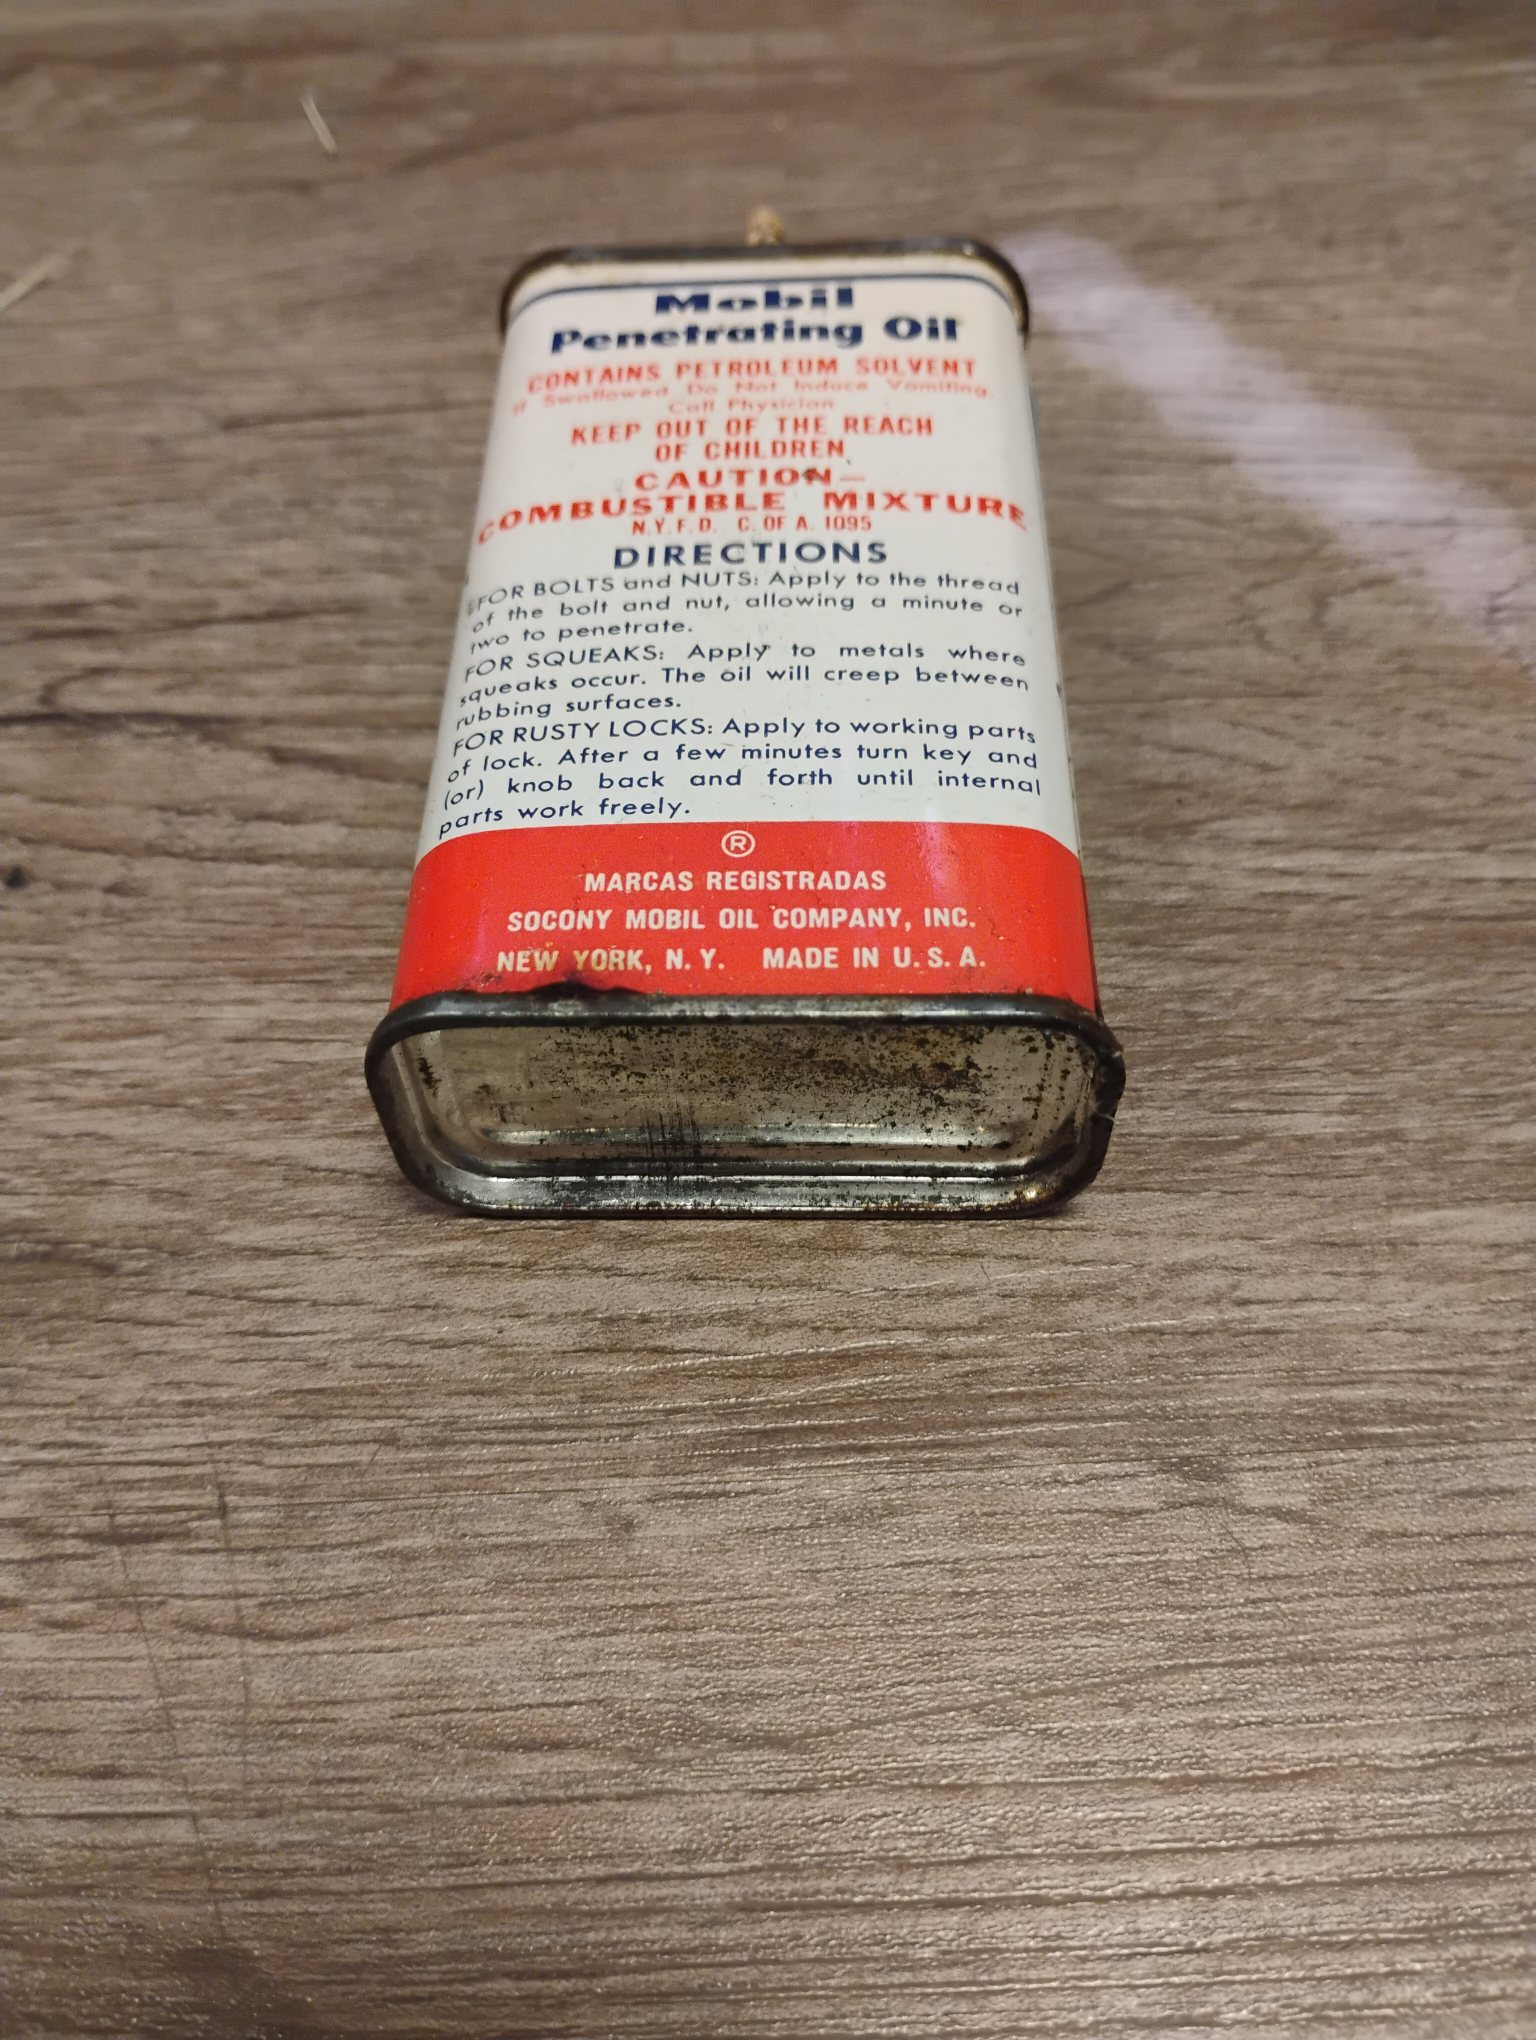 Mobil
Penetrating Oil
CONTAINS PETROLEUM SOLVENT
If Swallowed Do Not Induce Vomiting.
Call Physician
KEEP OUT OF THE REACH
OF CHILDREN
CAUTION—
COMBUSTIBLE MIXTURE
N.Y.F.D. C. OF A. 1095
DIRECTIONS
FOR BOLTS and NUTS: Apply to the thread
of the bolt and nut, allowing a minute or
two to penetrate.
FOR SQUEAKS: Apply to metals where
squeaks occur. The oil will creep between
rubbing surfaces.
FOR RUSTY LOCKS: Apply to working parts
of lock. After a few minutes turn key and
(or) knob back and forth until internal
parts work freely.
®
MARCAS REGISTRADAS
SOCONY MOBIL OIL COMPANY, INC.
NEW YORK, N.Y. MADE IN U.S.A.